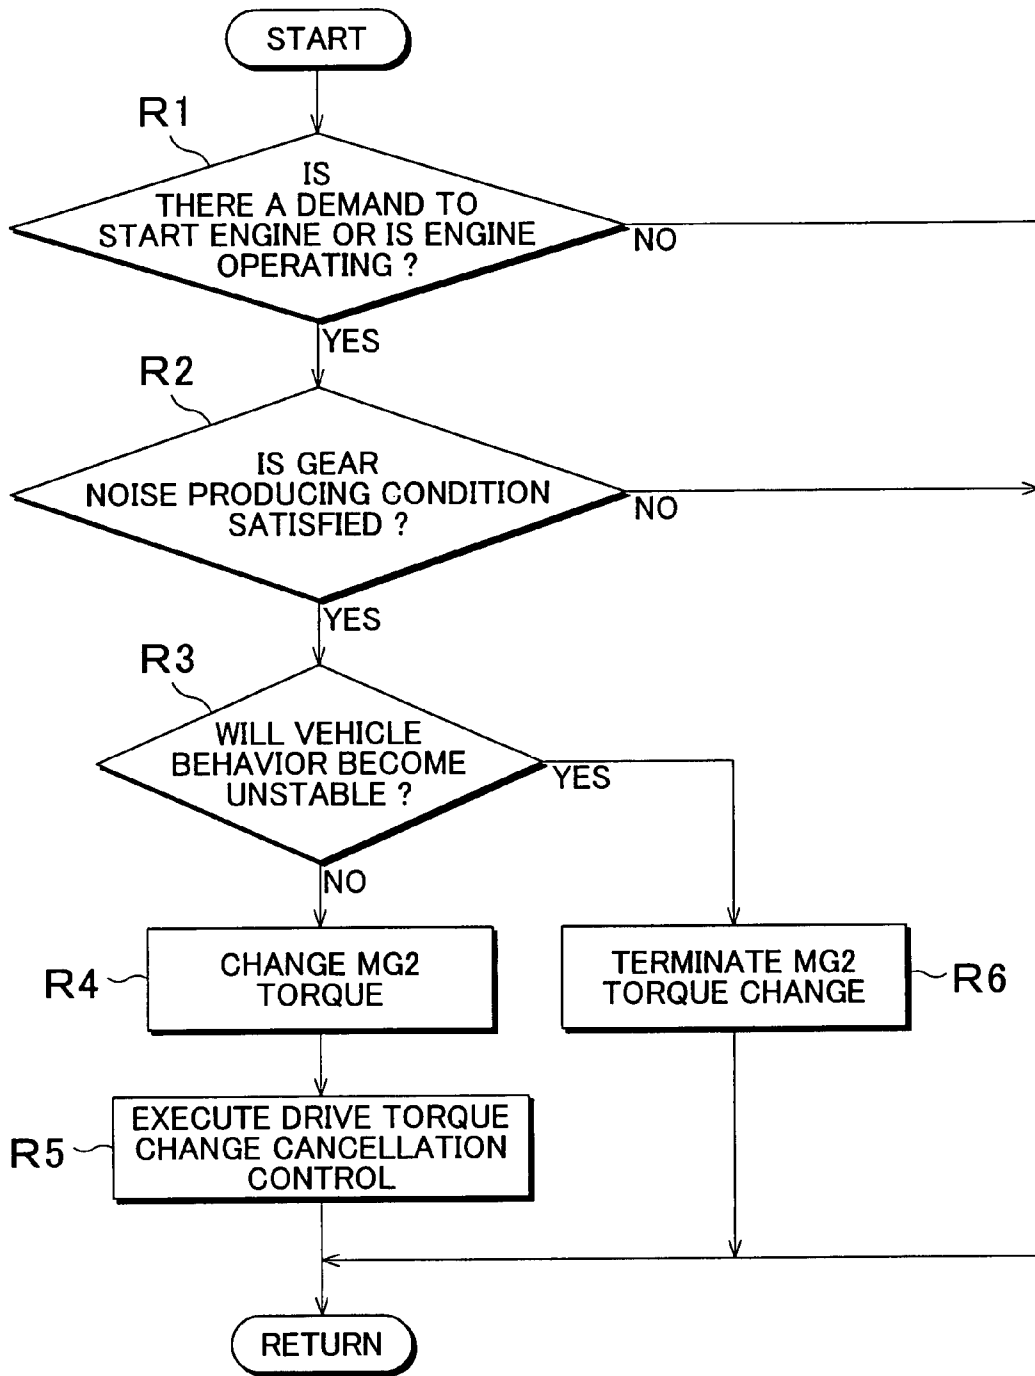 START
R1
IS
THERE A DEMAND TO
START ENGINE OR IS ENGINE
OPERATING ?
NO
YES
R2
IS GEAR
NOISE PRODUCING CONDITION
SATISFIED ?
NO
YES
R3
WILL VEHICLE
BEHAVIOR BECOME
UNSTABLE ?
YES
NO
R4
CHANGE MG2
TORQUE
TERMINATE MG2
TORQUE CHANGE
R6
R5
EXECUTE DRIVE TORQUE
CHANGE CANCELLATION
CONTROL
RETURN